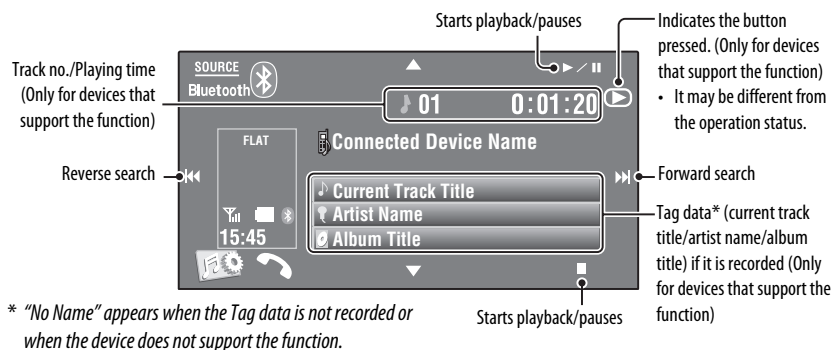 Starts playback/pauses
Indicates the button
pressed. (Only for devices
that support the function)
• It may be different from
the operation status.
Track no./Playing time
(Only for devices that
support the function)
SOURCE
Bluetooth
01 0:01:20
FLAT
Connected Device Name
Reverse search
Forward search
Current Track Title
Artist Name
Album Title
15:45
Tag data* (current track
title/artist name/album
title) if it is recorded (Only
for devices that support the
function)
Starts playback/pauses
* “No Name” appears when the Tag data is not recorded or
when the device does not support the function.